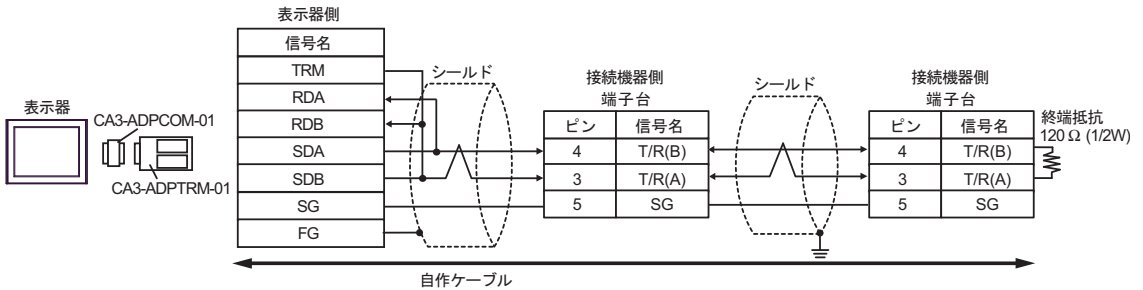 表示器
CA3-ADPCOM-01
CA3-ADPTRM-01
表示器側
信号名
TRM
RDA
RDB
SDA
SDB
SG
FG
シールド
接続機器側
端子台
ピン 信号名
4 T/R(B)
3 T/R(A)
5 SG
シールド
接続機器側
端子台
ピン 信号名
4 T/R(B)
3 T/R(A)
5 SG
終端抵抗
120 Ω (1/2W)
自作ケーブル